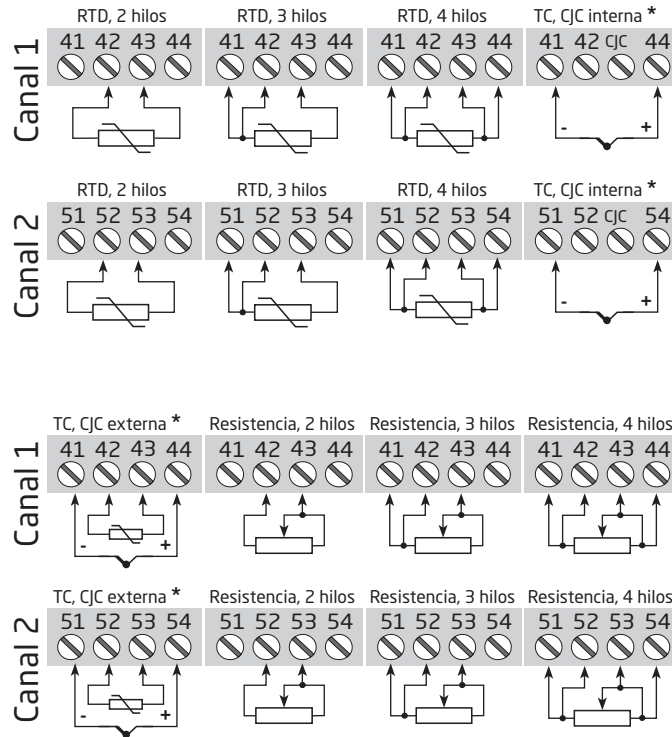 RTD, 2 hilos RTD, 3 hilos RTD, 4 hilos TC, CJC interna *
Canal 1
41 42 43 44 41 42 43 44 41 42 43 44 41 42 CJC 44
- +
RTD, 2 hilos RTD, 3 hilos RTD, 4 hilos TC, CJC interna *
Canal 2
51 52 53 54 51 52 53 54 51 52 53 54 51 52 CJC 54
- +
TC, CJC externa * Resistencia, 2 hilos Resistencia, 3 hilos Resistencia, 4 hilos
Canal 1
41 42 43 44 41 42 43 44 41 42 43 44 41 42 43 44
- +
TC, CJC externa * Resistencia, 2 hilos Resistencia, 3 hilos Resistencia, 4 hilos
Canal 2
51 52 53 54 51 52 53 54 51 52 53 54 51 52 53 54
- +